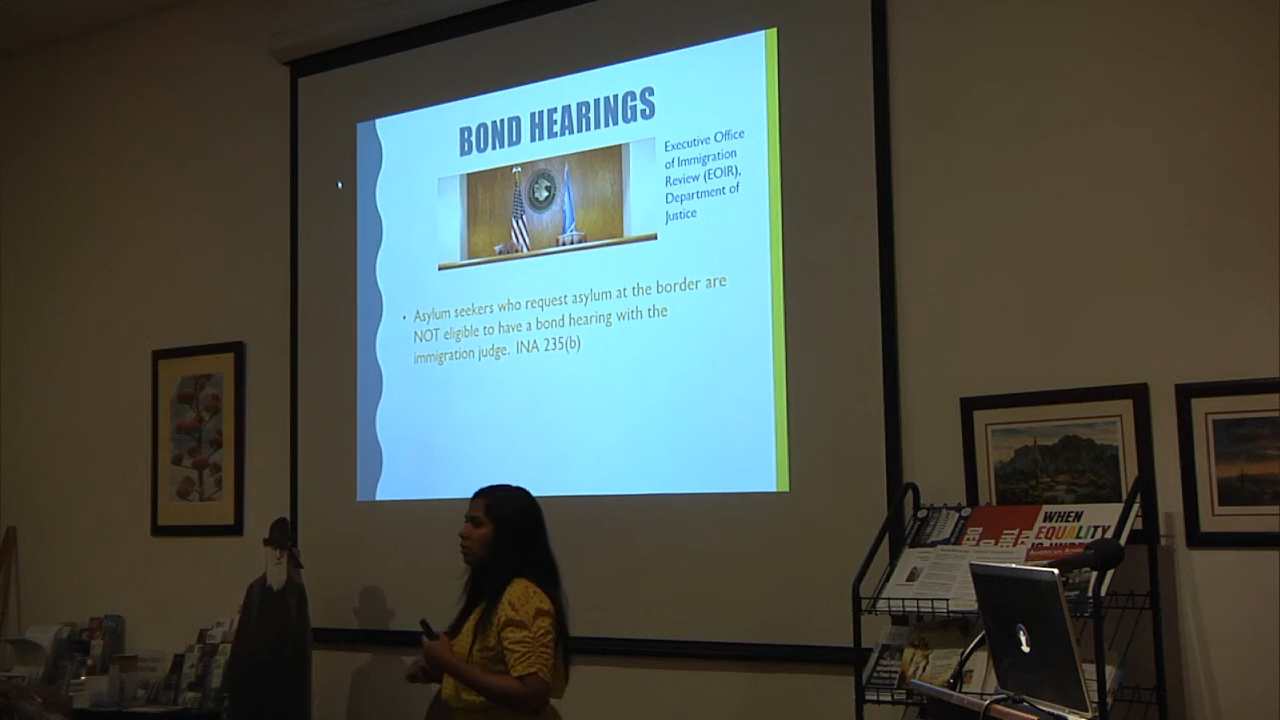 BOND HEARINGS
Executive Office
of Immigration
Review (EOIR),
Department of
Justice
• Asylum seekers who request asylum at the border are
NOT eligible to have a bond hearing with the
immigration judge. INA 235(b)
WHEN
EQUALITY